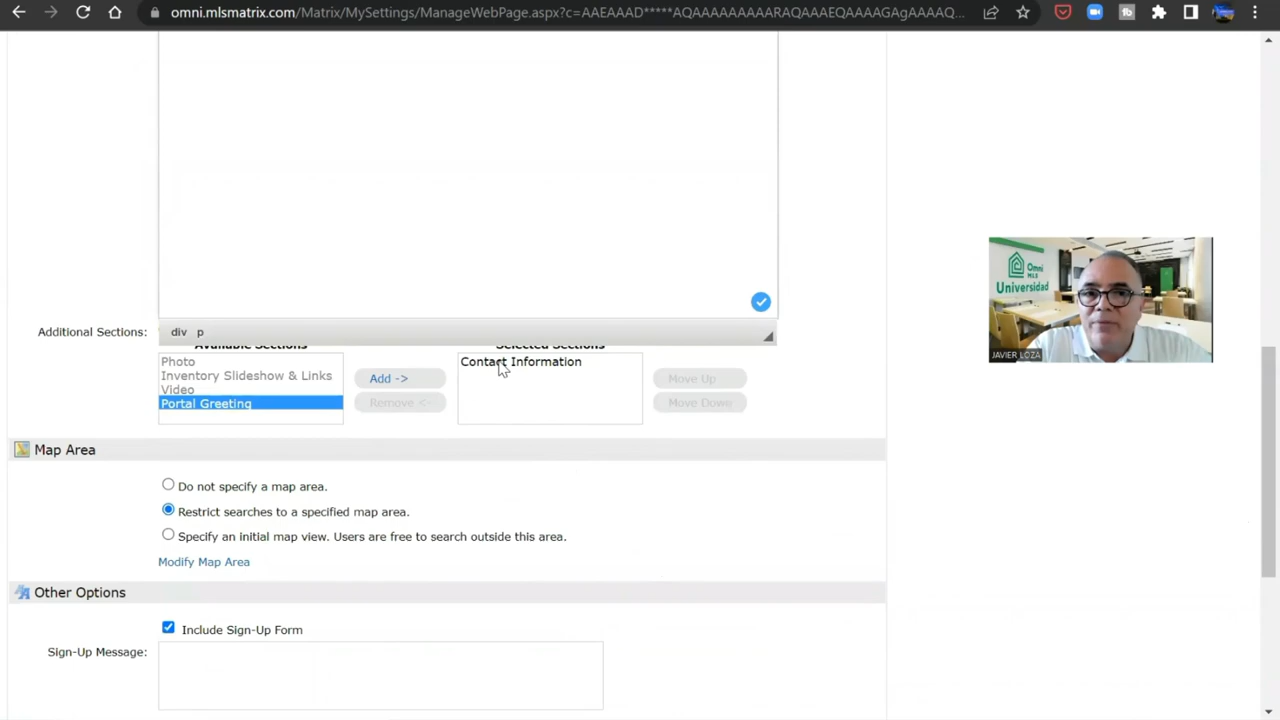 omni.mlsmatrix.com/Matrix/MySettings/ManageWebPage.aspx?c=AAEAAAD*****AQAAAAAAAAARAQAAAEQAAAAGAgAAAAQ...
Additional Sections:
div p
Available Sections
Selected Sections
Photo
Inventory Slideshow & Links
Video
Portal Greeting
Add ->
Remove <-
Contact Information
Move Up
Move Down
Map Area
Do not specify a map area.
Restrict searches to a specified map area.
Specify an initial map view. Users are free to search outside this area.
Modify Map Area
Other Options
Include Sign-Up Form
Sign-Up Message:
Omni
MLS
Universidad
JAVIER LOZA